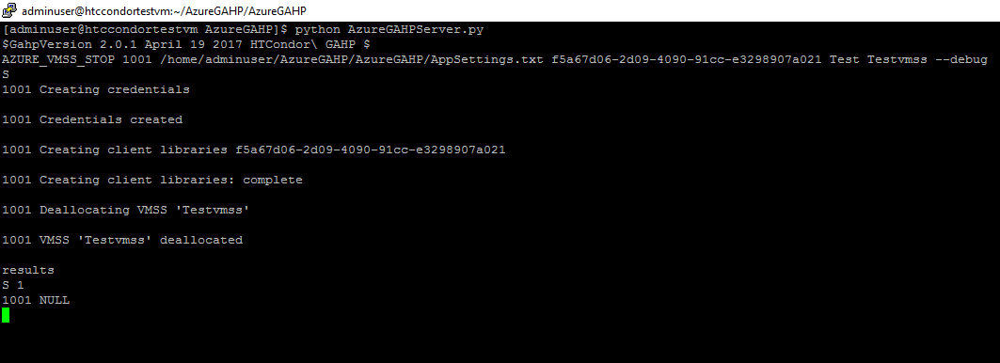 adminuser@htccondortestvm:~/AzureGAHP/AzureGAHP
[adminuser@htccondortestvm AzureGAHP]$ python AzureGAHPServer.py
$GahpVersion 2.0.1 April 19 2017 HTCondor\ GAHP $
AZURE_VMSS_STOP 1001 /home/adminuser/AzureGAHP/AzureGAHP/AppSettings.txt f5a67d06-2d09-4090-91cc-e3298907a021 Test Testvmss --debug
S
1001 Creating credentials
1001 Credentials created
1001 Creating client libraries f5a67d06-2d09-4090-91cc-e3298907a021
1001 Creating client libraries: complete
1001 Deallocating VMSS 'Testvmss'
1001 VMSS 'Testvmss' deallocated
results
S 1
1001 NULL